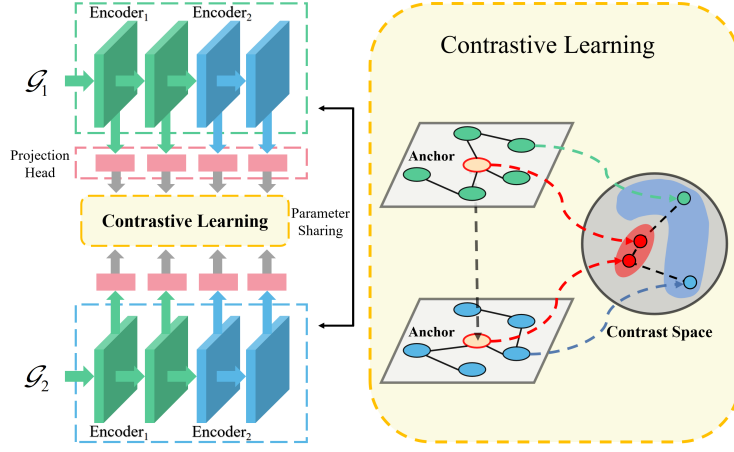 Encoder₁ Encoder₂
𝒢₁
Projection
Head
Contrastive Learning
Parameter
Sharing
𝒢₂
Encoder₁ Encoder₂
Contrastive Learning
Anchor
Anchor
Contrast Space